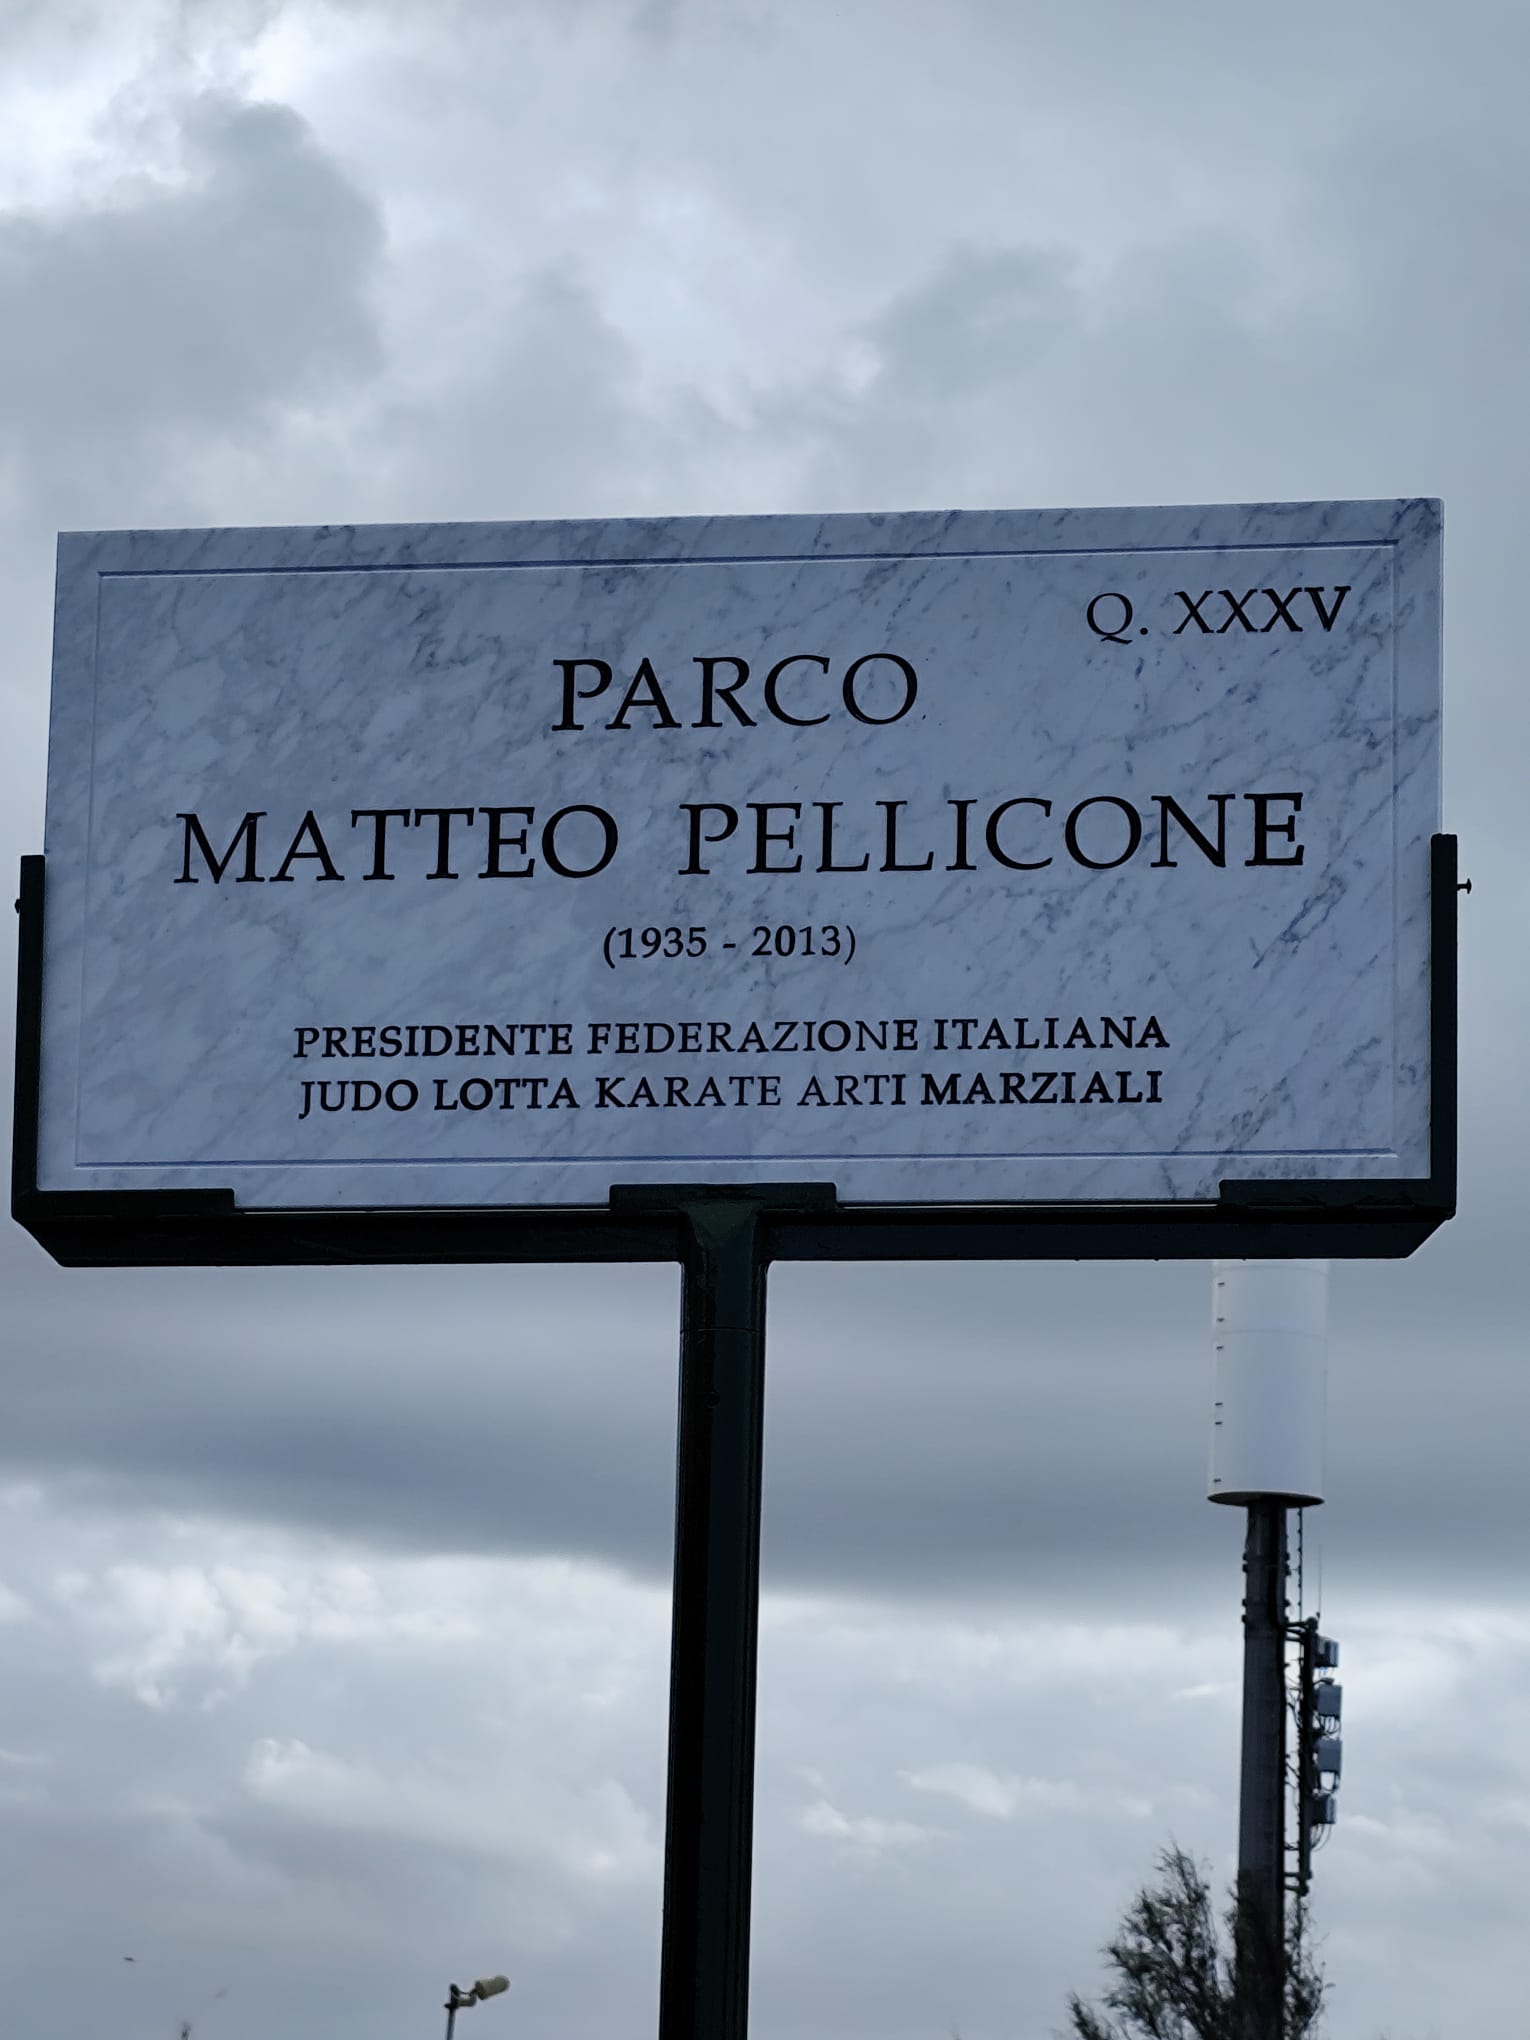 Q. XXXV
PARCO
MATTEO PELLICONE
(1935 - 2013)
PRESIDENTE FEDERAZIONE ITALIANA
JUDO LOTTA KARATE ARTI MARZIALI